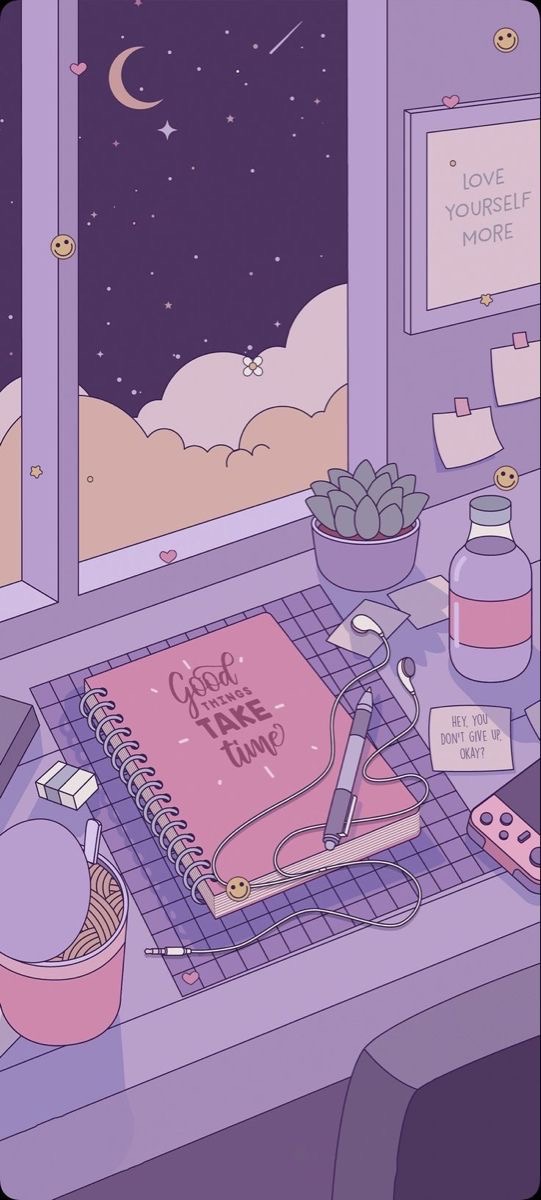 LOVE
YOURSELF
MORE
Good
THINGS
TAKE
time
HEY, YOU
DON'T GIVE UP,
OKAY?